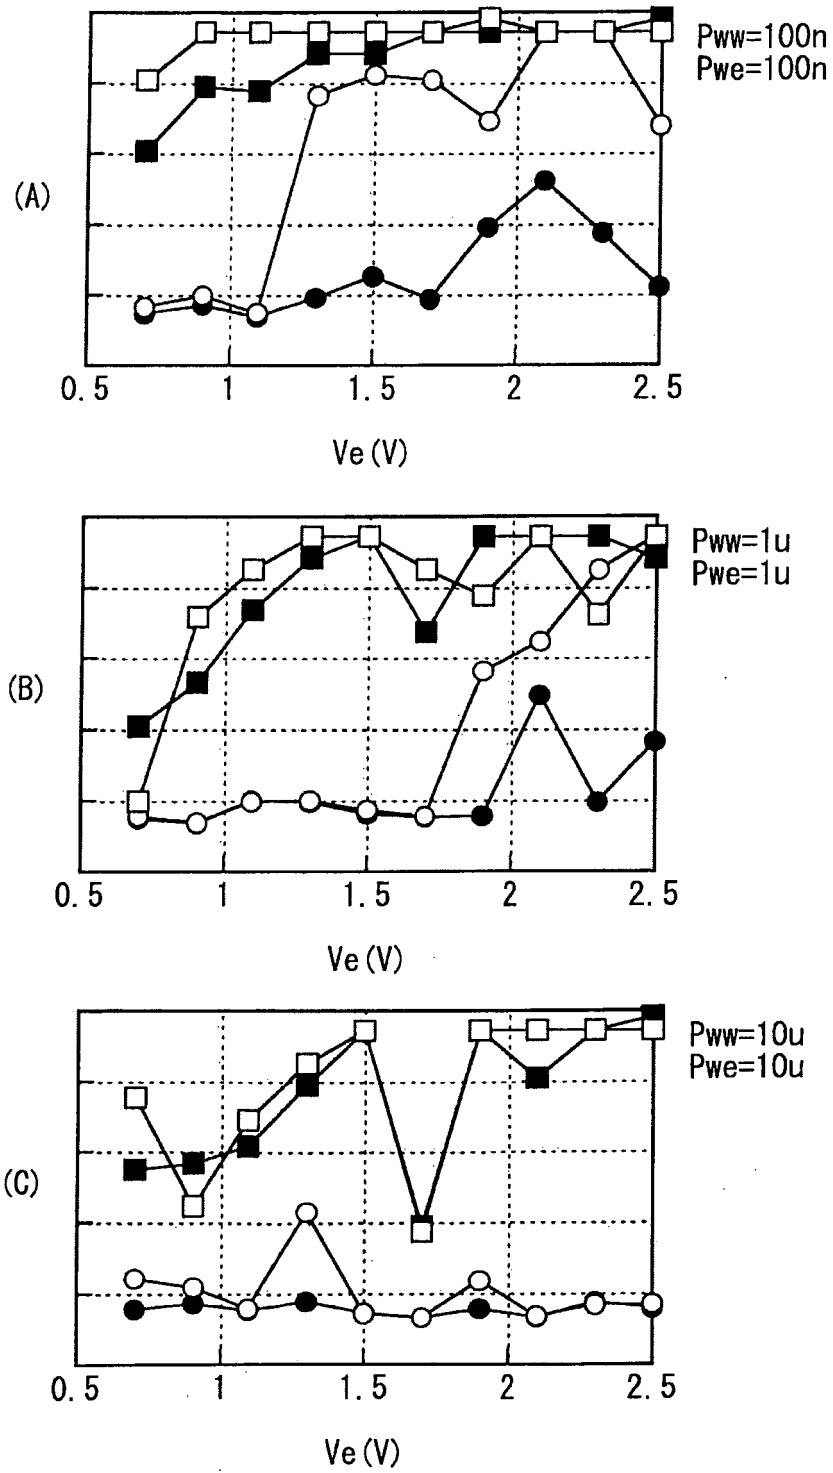 Pww=100n
Pwe=100n
(A)
0.5 1 1.5 2 2.5
Ve(V)
Pww=1u
Pwe=1u
(B)
0.5 1 1.5 2 2.5
Ve(V)
Pww=10u
Pwe=10u
(C)
0.5 1 1.5 2 2.5
Ve(V)